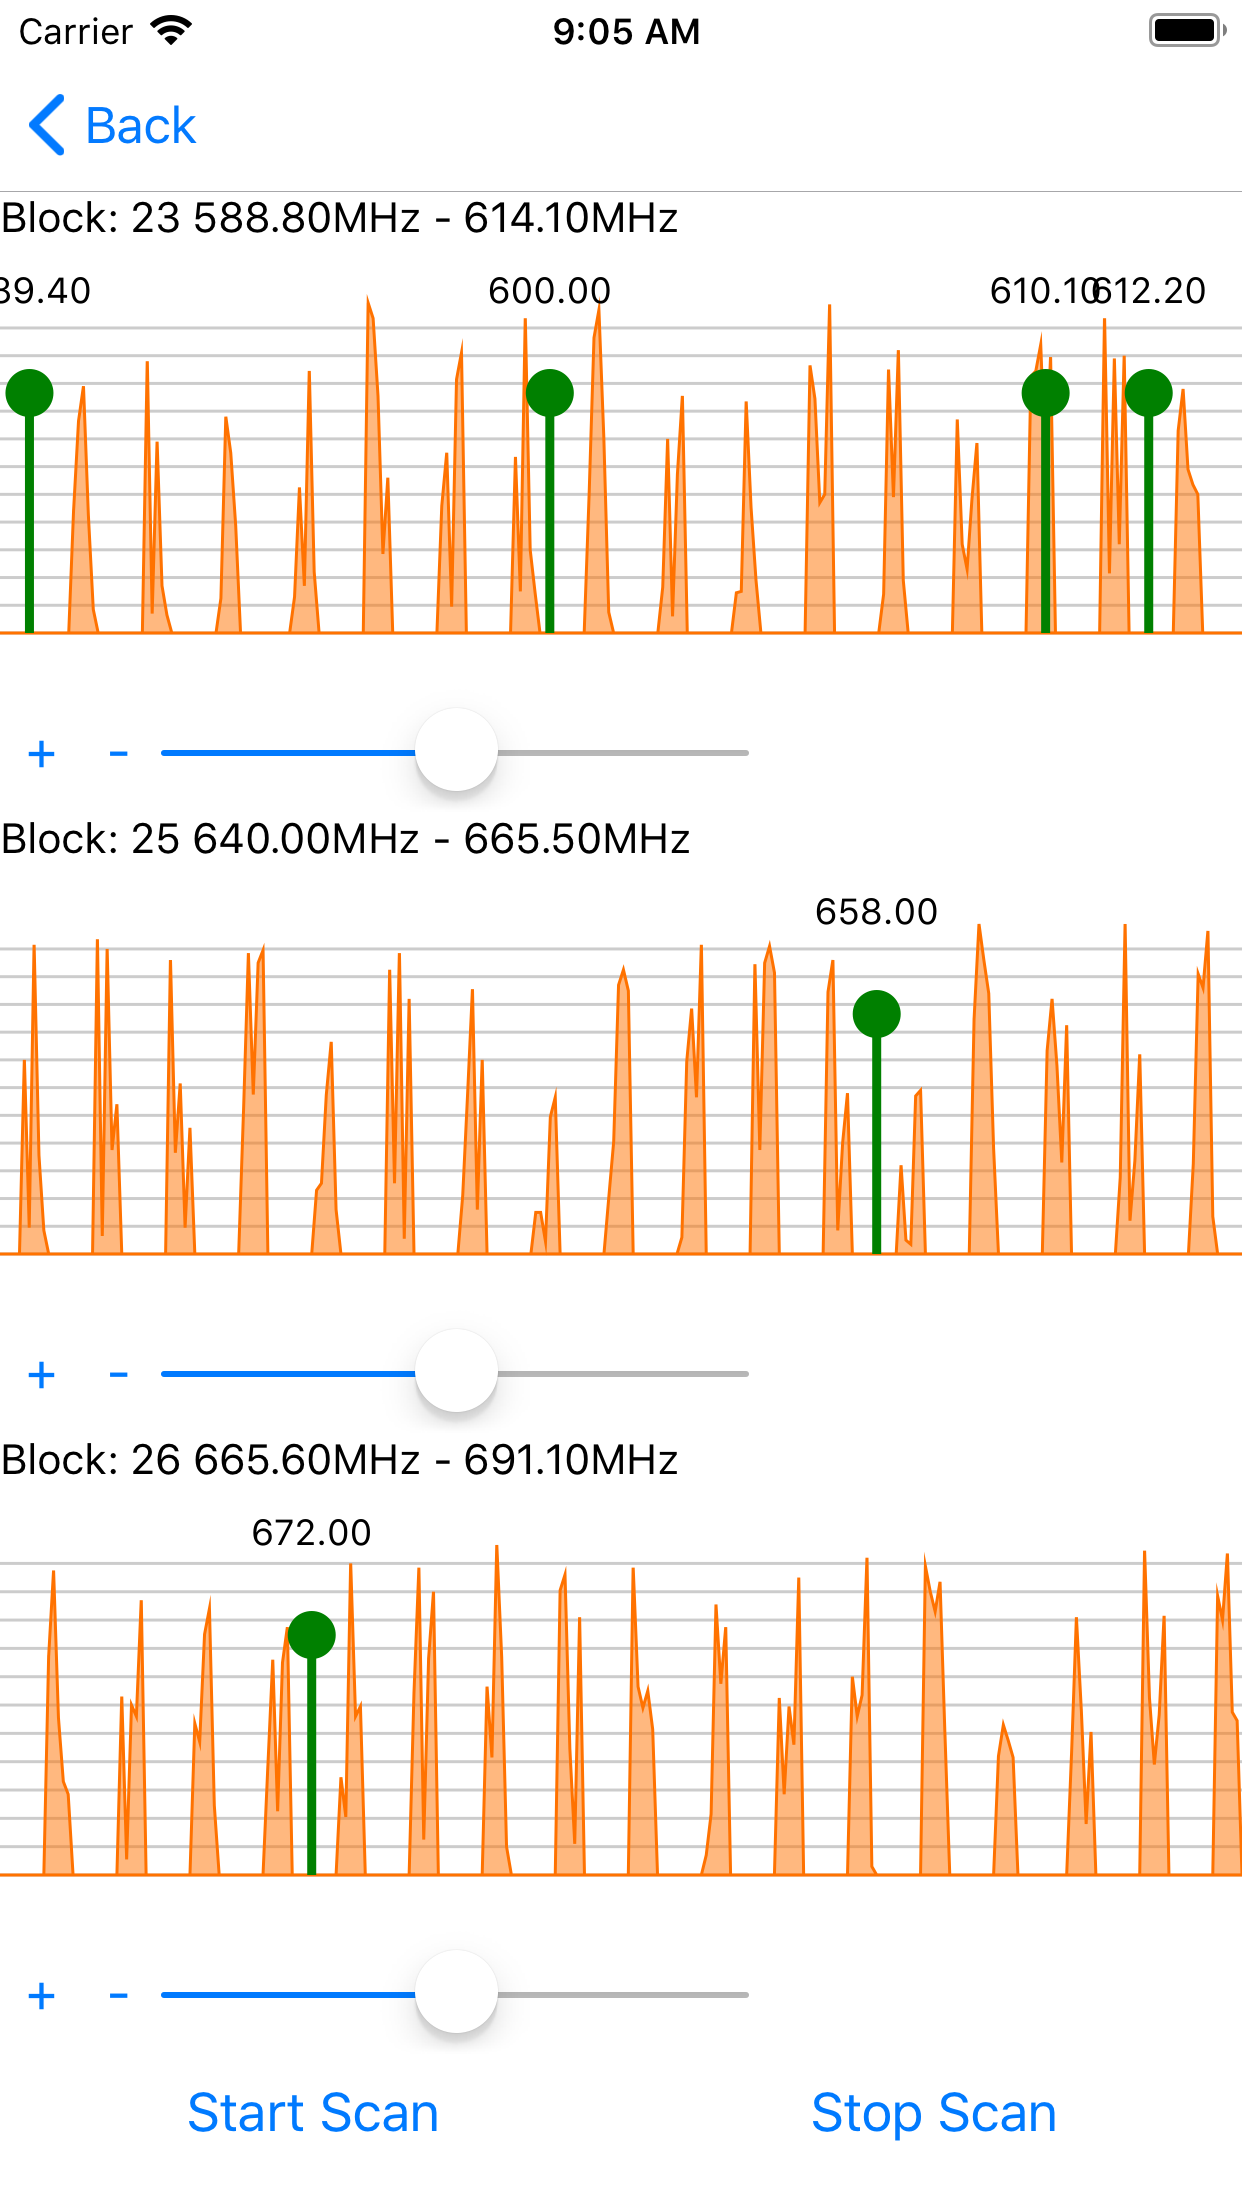 Carrier 9:05 AM
Back
Block: 23 588.80MHz - 614.10MHz
39.40 600.00 610.10 612.20
+ -
Block: 25 640.00MHz - 665.50MHz
658.00
+ -
Block: 26 665.60MHz - 691.10MHz
672.00
+ -
Start Scan Stop Scan